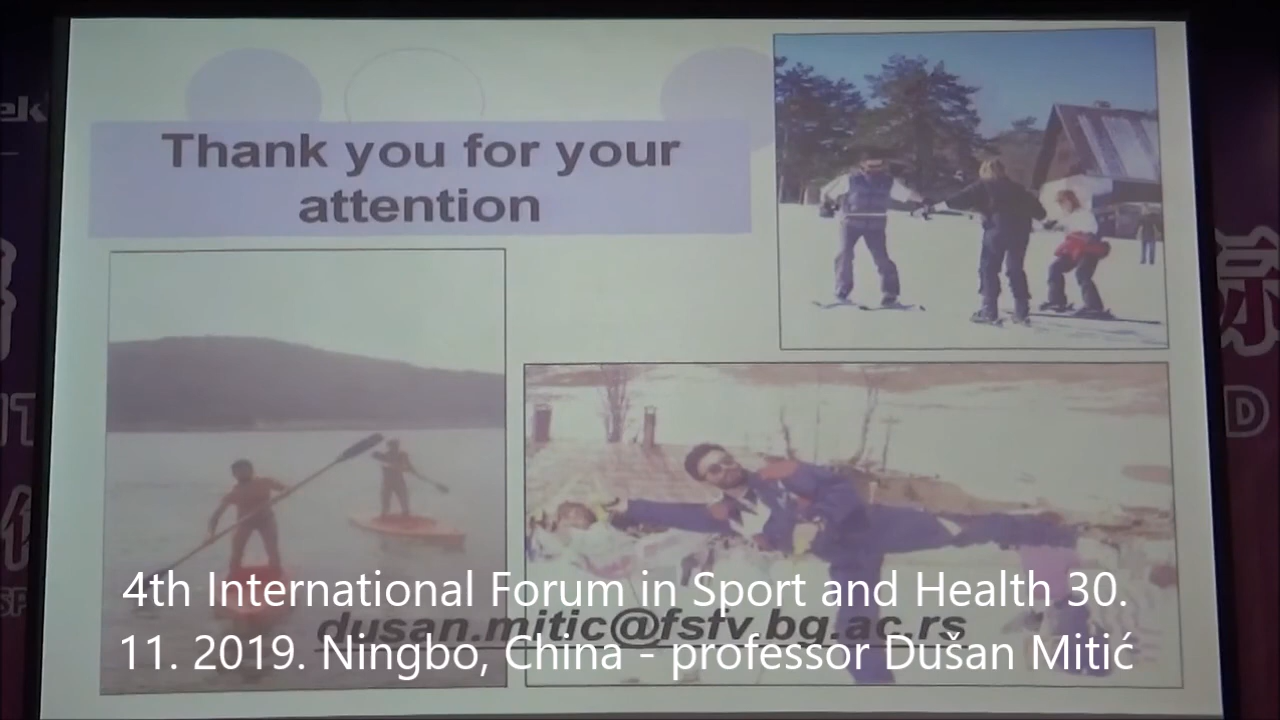 Thank you for your
attention
dusan.mitic@fsfv.bg.ac.rs
4th International Forum in Sport and Health 30.
11. 2019. Ningbo, China - professor Dušan Mitić